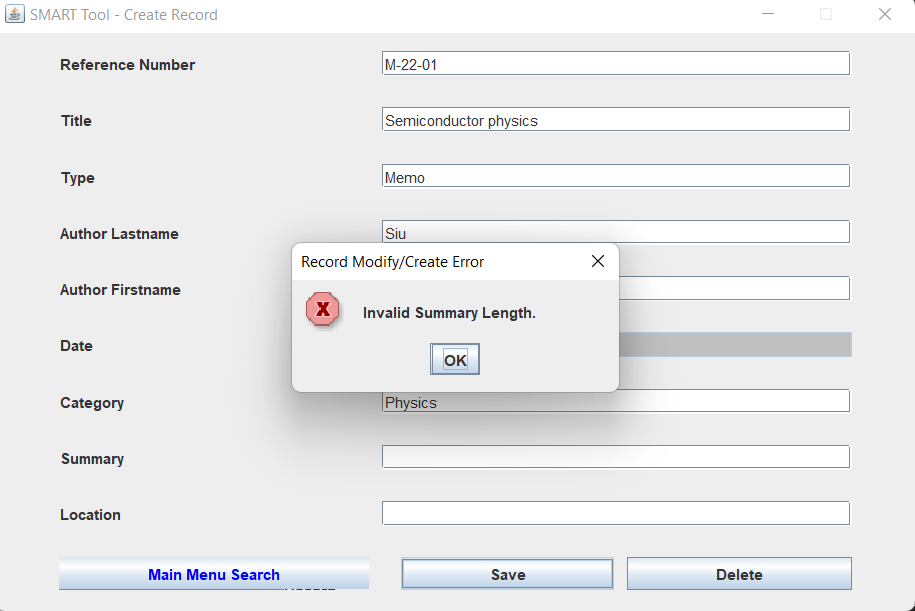 SMART Tool - Create Record
Reference Number M-22-01
Title Semiconductor physics
Type Memo
Author Lastname Siu
Record Modify/Create Error
Author Firstname
Invalid Summary Length.
Date
OK
Category Physics
Summary
Location
Main Menu Search Save Delete